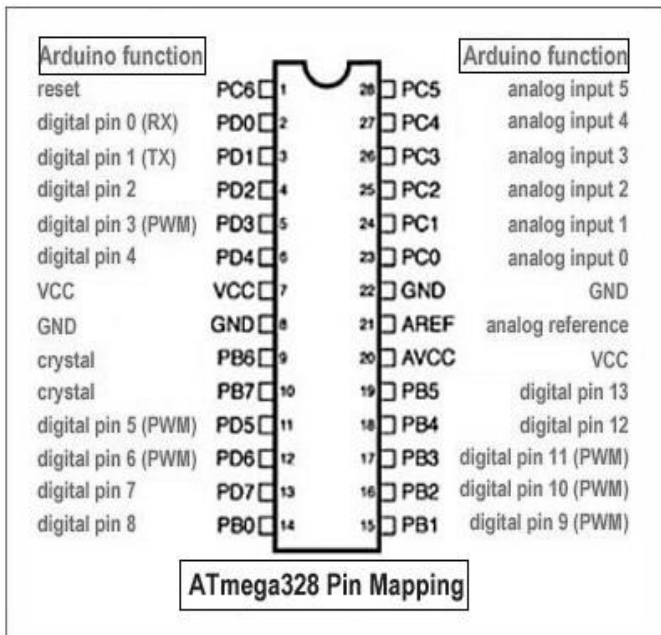 Arduino function Arduino function
reset PC6 1 28 PC5 analog input 5
digital pin 0 (RX) PD0 2 27 PC4 analog input 4
digital pin 1 (TX) PD1 3 26 PC3 analog input 3
digital pin 2 PD2 4 25 PC2 analog input 2
digital pin 3 (PWM) PD3 5 24 PC1 analog input 1
digital pin 4 PD4 6 23 PC0 analog input 0
VCC VCC 7 22 GND GND
GND GND 8 21 AREF analog reference
crystal PB6 9 20 AVCC VCC
crystal PB7 10 19 PB5 digital pin 13
digital pin 5 (PWM) PD5 11 18 PB4 digital pin 12
digital pin 6 (PWM) PD6 12 17 PB3 digital pin 11 (PWM)
digital pin 7 PD7 13 16 PB2 digital pin 10 (PWM)
digital pin 8 PB0 14 15 PB1 digital pin 9 (PWM)
ATmega328 Pin Mapping